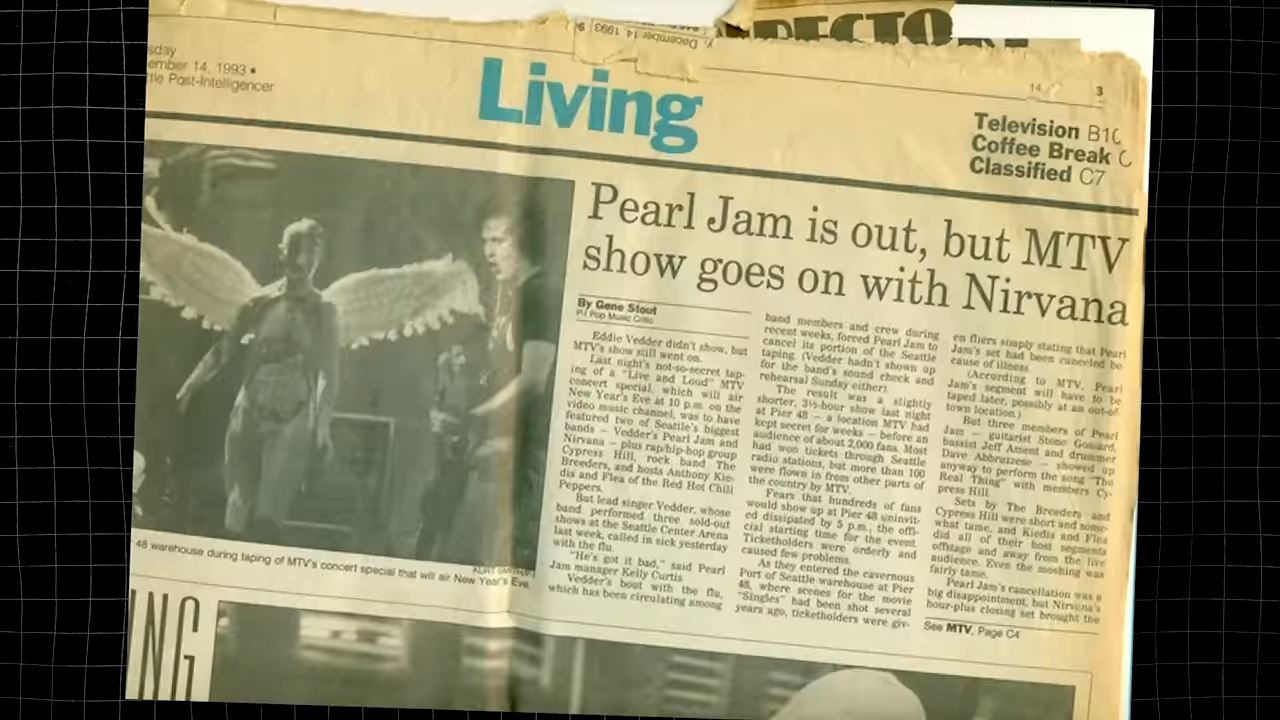 y, December 14, 1993 9
sday
ember 14, 1993 ★
ttle Post-Intelligencer
Living
14
3
Television B10
Coffee Break C
Classified C7
Pearl Jam is out, but MTV
show goes on with Nirvana
By Gene Stout
P-I Pop Music Critic
Eddie Vedder didn't show, but
MTV's show still went on.
Last night's not-so-secret tap-
ing of a "Live and Loud" MTV
concert special, which will air
New Year's Eve at 10 p.m. on the
video music channel, was to have
featured two of Seattle's biggest
bands — Vedder's Pearl Jam and
Nirvana — plus rap/hip-hop group
Cypress Hill, rock band The
Breeders, and hosts Anthony Kie-
dis and Flea of the Red Hot Chili
Peppers.
But lead singer Vedder, whose
band performed three sold-out
shows at the Seattle Center Arena
last week, called in sick yesterday
with the flu.
"He's got it bad," said Pearl
Jam manager Kelly Curtis.
Vedder's bout with the flu,
which has been circulating among
band members and crew during
recent weeks, forced Pearl Jam to
cancel its portion of the Seattle
taping (Vedder hadn't shown up
for the band's sound check and
rehearsal Sunday either).
The result was a slightly
shorter, 3½-hour show last night
at Pier 48 — a location MTV had
kept secret for weeks — before an
audience of about 2,000 fans. Most
had won tickets through Seattle
radio stations, but more than 100
were flown in from other parts of
the country by MTV.
Fears that hundreds of fans
would show up at Pier 48 uninvit-
ed dissipated by 5 p.m., the offi-
cial starting time for the event.
Ticketholders were orderly and
caused few problems.
As they entered the cavernous
Port of Seattle warehouse at Pier
48, where scenes for the movie
"Singles" had been shot several
years ago, ticketholders were giv-
en fliers simply stating that Pearl
Jam's set had been canceled be-
cause of illness.
(According to MTV, Pearl
Jam's segment will have to be
taped later, possibly at an out-of-
town location.)
But three members of Pearl
Jam — guitarist Stone Gossard,
bassist Jeff Ament and drummer
Dave Abbruzzese — showed up
anyway to perform the song "The
Real Thing" with members Cy-
press Hill.
Sets by The Breeders and
Cypress Hill were short and some-
what tame, and Kiedis and Flea
did all of their host segments
offstage and away from the live
audience. Even the moshing was
fairly tame.
Pearl Jam's cancellation was a
big disappointment, but Nirvana's
hour-plus closing set brought the
See MTV, Page C4
48 warehouse during taping of MTV's concert special that will air New Year's Eve.
NG